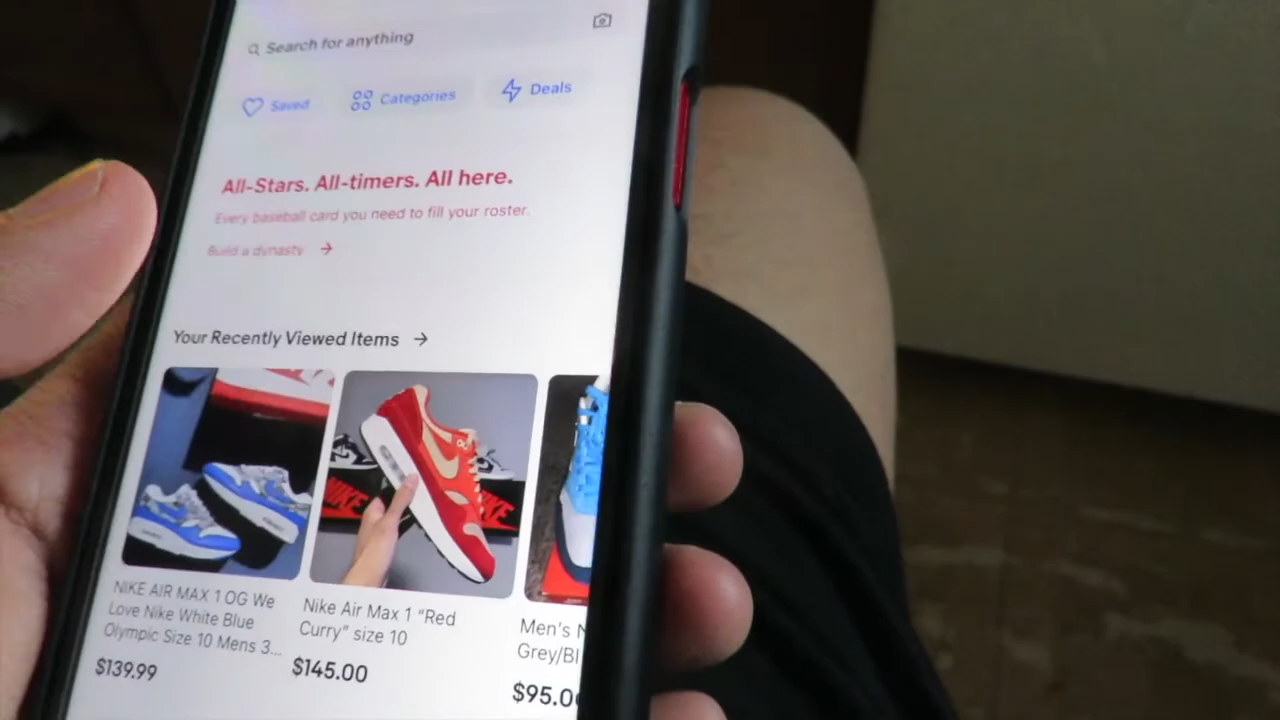 Search for anything
Saved
Categories
Deals
All-Stars. All-timers. All here.
Every baseball card you need to fill your roster.
Build a dynasty →
Your Recently Viewed Items →
NIKE
NIKE
NIKE AIR MAX 1 OG We
Love Nike White Blue
Olympic Size 10 Mens 3...
$139.99
Nike Air Max 1 “Red
Curry” size 10
$145.00
Men's
Grey/Bl
$95.0